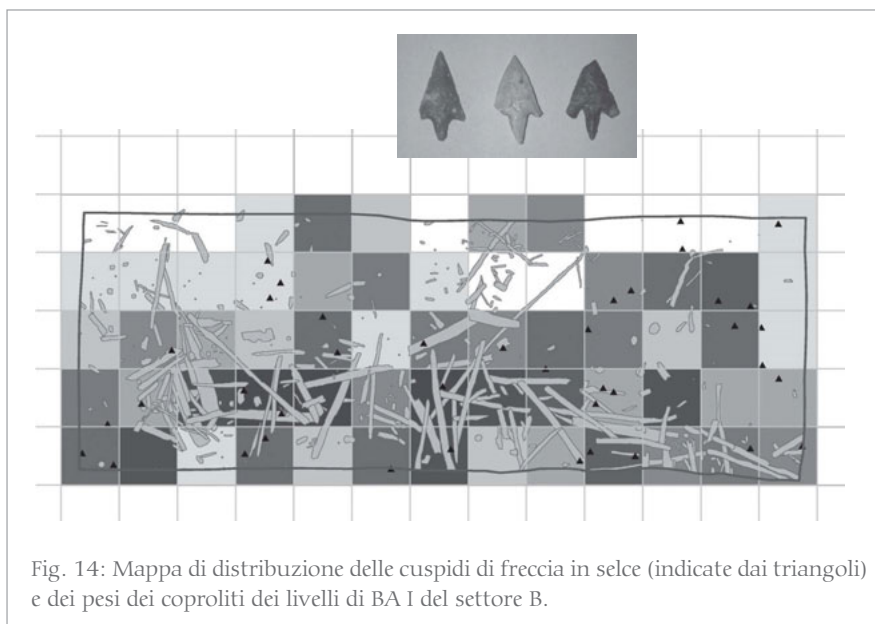 Fig. 14: Mappa di distribuzione delle cuspidi di freccia in selce (indicate dai triangoli)
e dei pesi dei coproliti dei livelli di BA I del settore B.